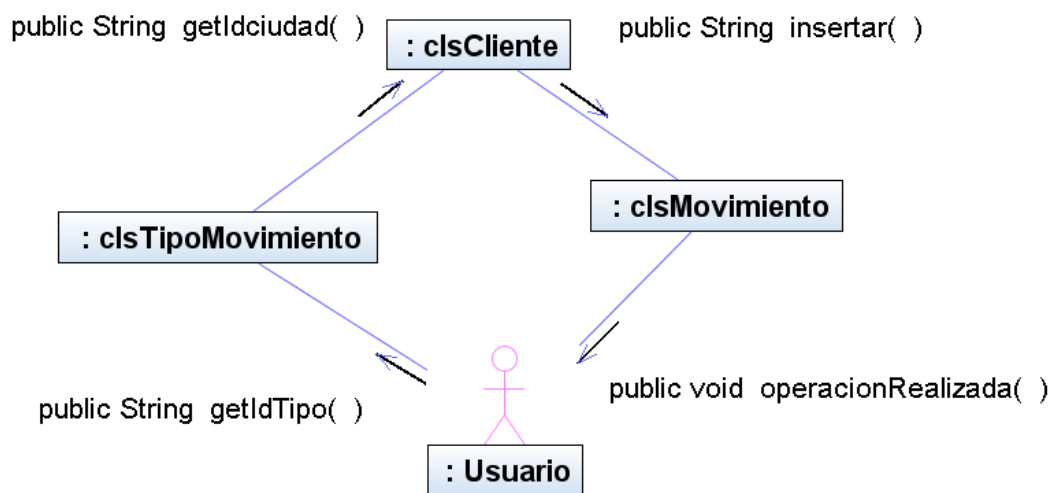 public String getIdciudad( )
: clsCliente
public String insertar( )
: clsTipoMovimiento
: clsMovimiento
public String getIdTipo( )
public void operacionRealizada( )
: Usuario